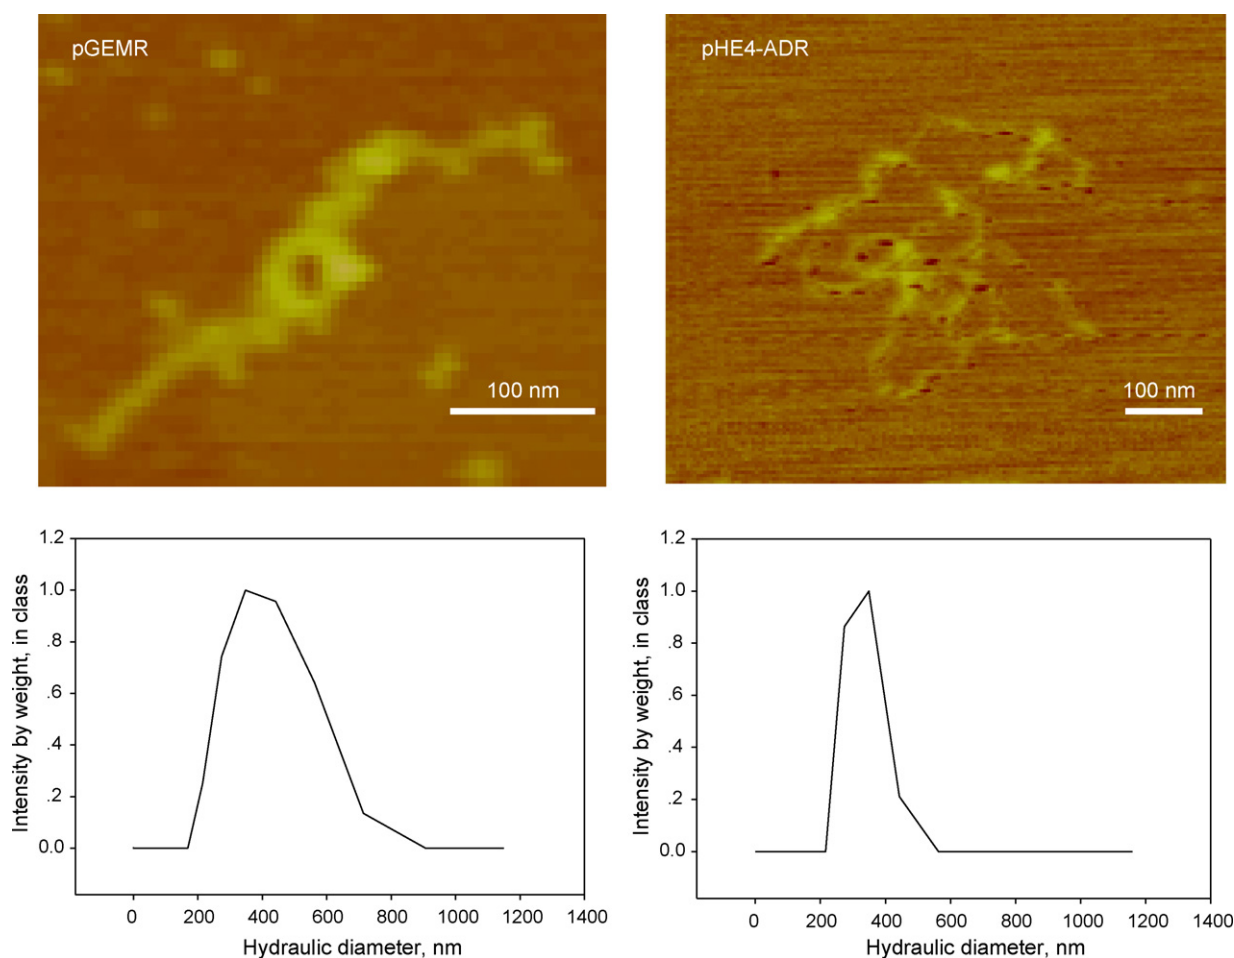 pGEMR
100 nm
pHE4-ADR
100 nm
Intensity by weight, in class
1.2
1.0
.8
.6
.4
.2
0.0
0 200 400 600 800 1000 1200 1400
Hydraulic diameter, nm
Intensity by weight, in class
1.2
1.0
.8
.6
.4
.2
0.0
0 200 400 600 800 1000 1200 1400
Hydraulic diameter, nm